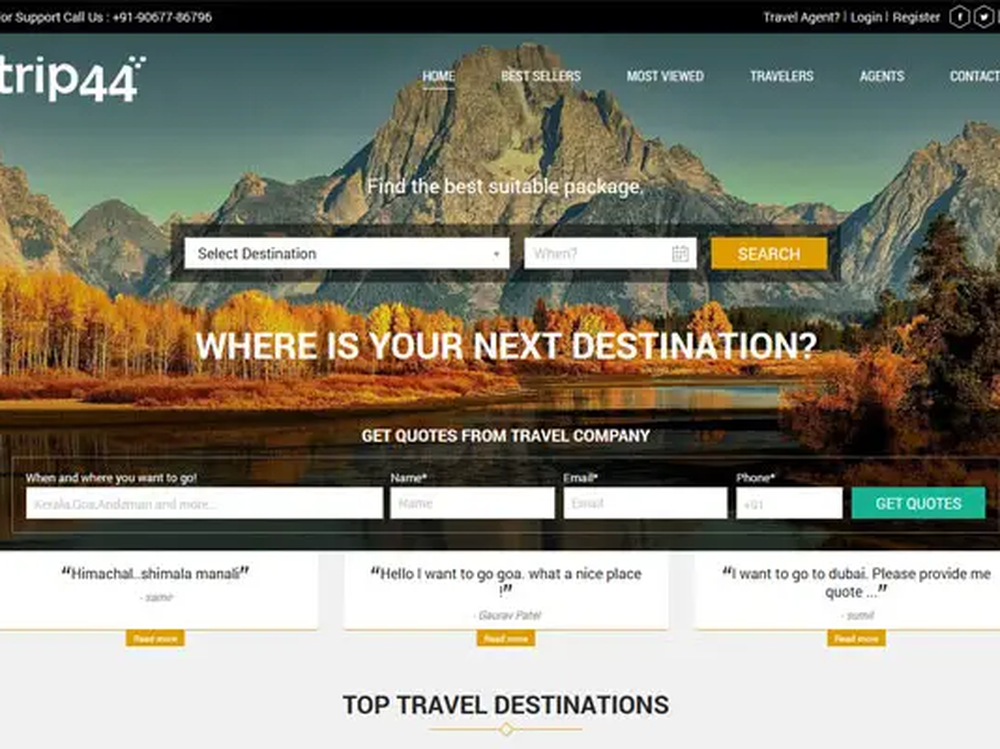 or Support Call Us : +91-90677-86796
Travel Agent? | Login | Register
trip44
HOME BEST SELLERS MOST VIEWED TRAVELERS AGENTS CONTACT
Find the best suitable package.
Select Destination When? SEARCH
WHERE IS YOUR NEXT DESTINATION?
GET QUOTES FROM TRAVEL COMPANY
When and where you want to go! Name* Email* Phone*
Kerala,Goa,Andaman and more... Name Email +91 GET QUOTES
“Himachal..shimala manali”
- samir
Read more
“Hello I want to go goa. what a nice place
!”
- Gaurav Patel
Read more
“I want to go to dubai. Please provide me
quote ...”
- sumit
Read more
TOP TRAVEL DESTINATIONS